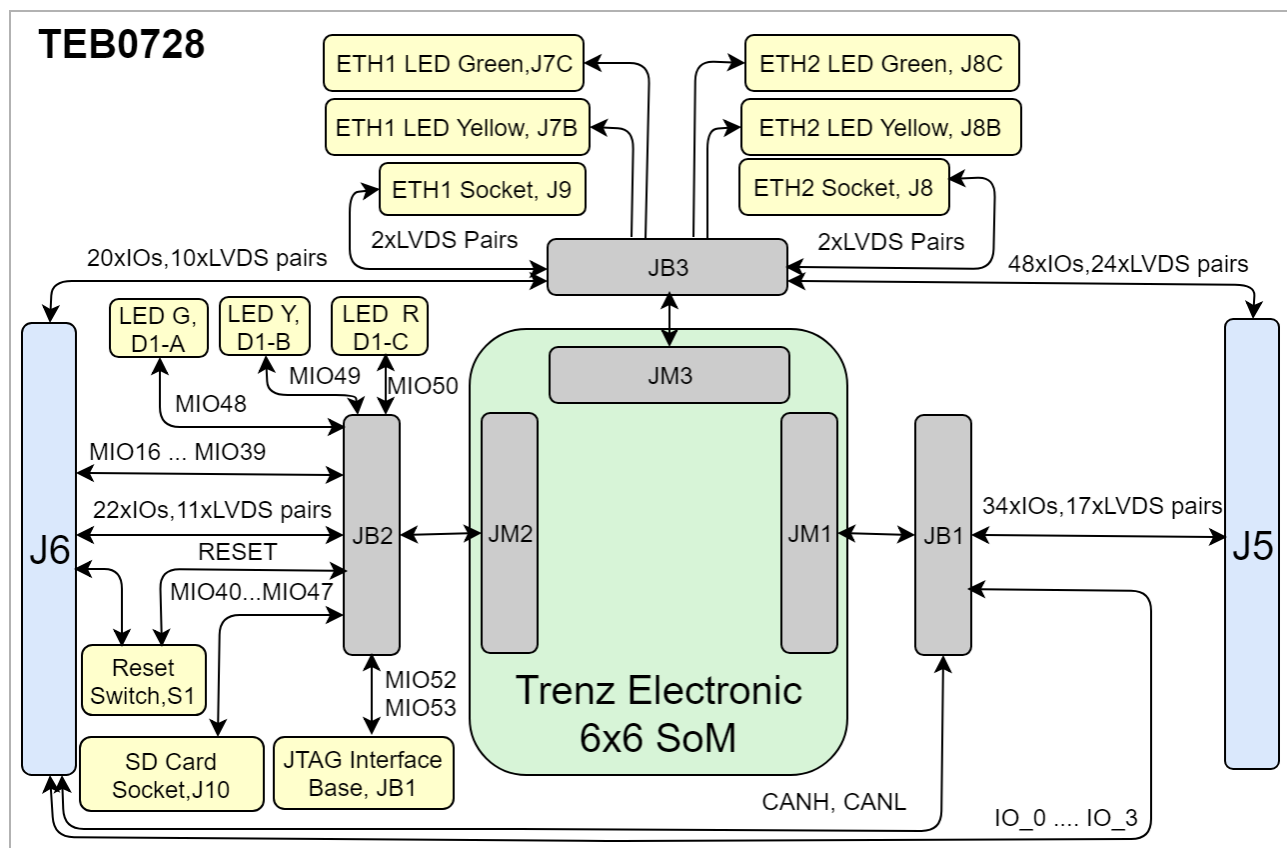 TEB0728
ETH1 LED Green,J7C
ETH2 LED Green, J8C
ETH1 LED Yellow, J7B
ETH2 LED Yellow, J8B
ETH1 Socket, J9
ETH2 Socket, J8
2xLVDS Pairs
2xLVDS Pairs
20xIOs,10xLVDS pairs
JB3
48xIOs,24xLVDS pairs
LED G,
D1-A
LED Y,
D1-B
LED R
D1-C
MIO49
MIO50
MIO48
JM3
MIO16 ... MIO39
22xIOs,11xLVDS pairs
34xIOs,17xLVDS pairs
J6
JB2
JM2
JM1
JB1
J5
RESET
MIO40...MIO47
Reset
Switch,S1
MIO52
MIO53
Trenz Electronic
6x6 SoM
SD Card
Socket,J10
JTAG Interface
Base, JB1
CANH, CANL
IO_0 .... IO_3